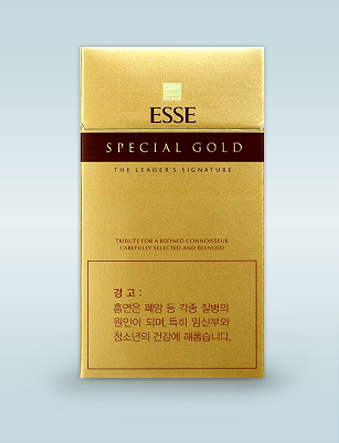 ESSE
SPECIAL GOLD
THE LEADER'S SIGNATURE
TRIBUTE FOR A REFINED CONNOISSEUR
CAREFULLY SELECTED AND BLENDED
경 고 :
흡연은 폐암 등 각종 질병의
원인이 되며, 특히 임신부와
청소년의 건강에 해롭습니다.